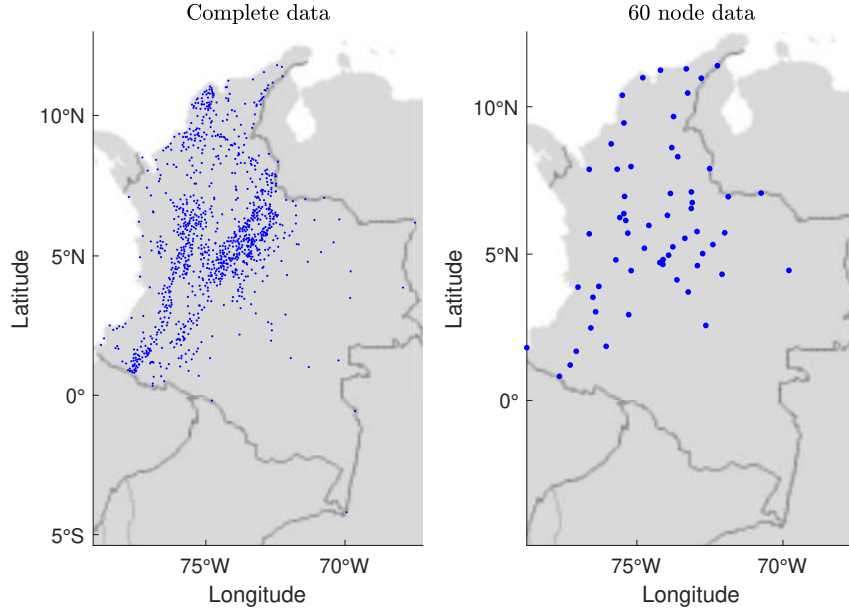 Complete data
10°N
5°N
0°
5°S
Latitude
75°W
70°W
Longitude
60 node data
10°N
5°N
0°
Latitude
75°W
70°W
Longitude